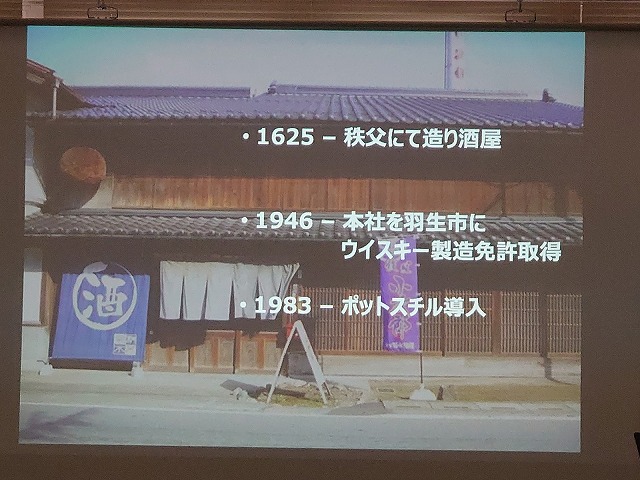 ・1625 – 秩父にて造り酒屋
・1946 – 本社を羽生市に
ウイスキー製造免許取得
・1983 – ポットスチル導入
酒